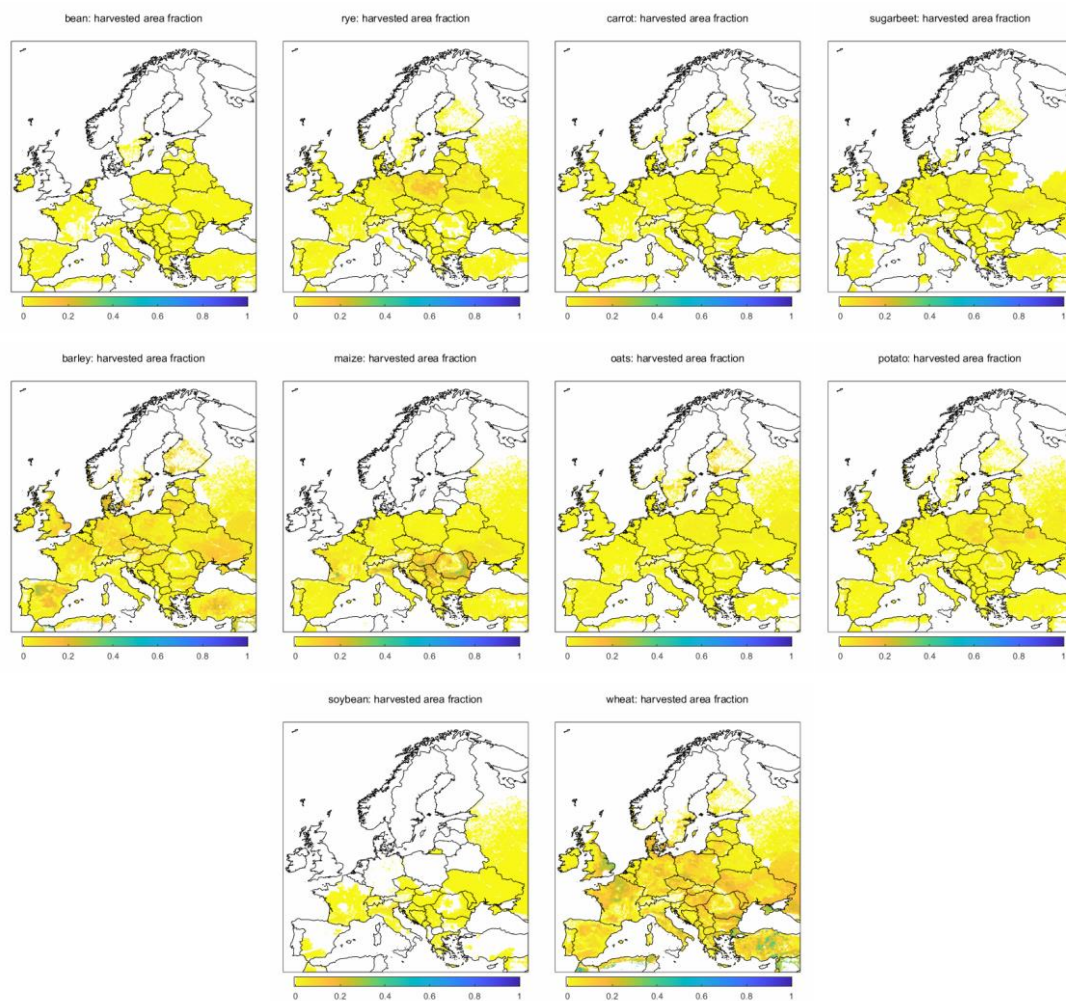 bean: harvested area fraction
rye: harvested area fraction
carrot: harvested area fraction
sugarbeet: harvested area fraction
0 0.2 0.4 0.6 0.8 1
0 0.2 0.4 0.6 0.8 1
0 0.2 0.4 0.6 0.8 1
0 0.2 0.4 0.6 0.8 1
barley: harvested area fraction
maize: harvested area fraction
oats: harvested area fraction
potato: harvested area fraction
0 0.2 0.4 0.6 0.8 1
0 0.2 0.4 0.6 0.8 1
0 0.2 0.4 0.6 0.8 1
0 0.2 0.4 0.6 0.8 1
soybean: harvested area fraction
wheat: harvested area fraction
0 0.2 0.4 0.6 0.8 1
0 0.2 0.4 0.6 0.8 1